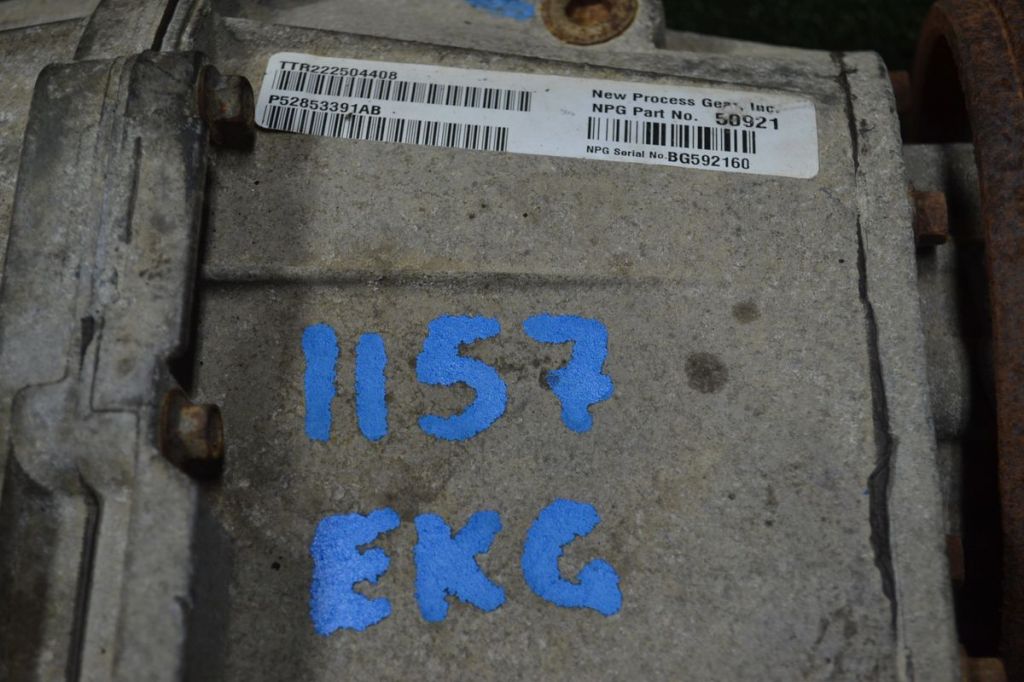 TTR222504408
P52853391AB
New Process Gear, Inc.
NPG Part No. 50921
NPG Serial No. BG592160
1157
EKG